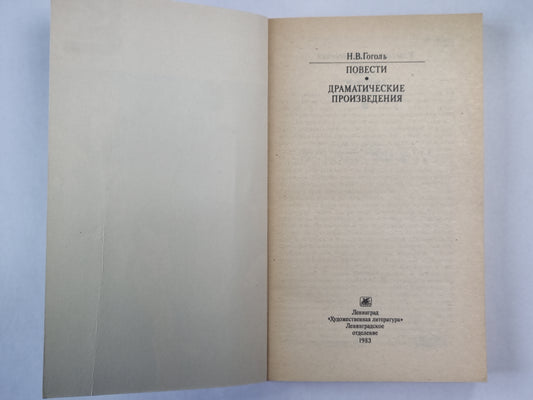 Н.В.Гоголь
ПОВЕСТИ
•
ДРАМАТИЧЕСКИЕ
ПРОИЗВЕДЕНИЯ
Ленинград
«Художественная литература»
Ленинградское
отделение
1983